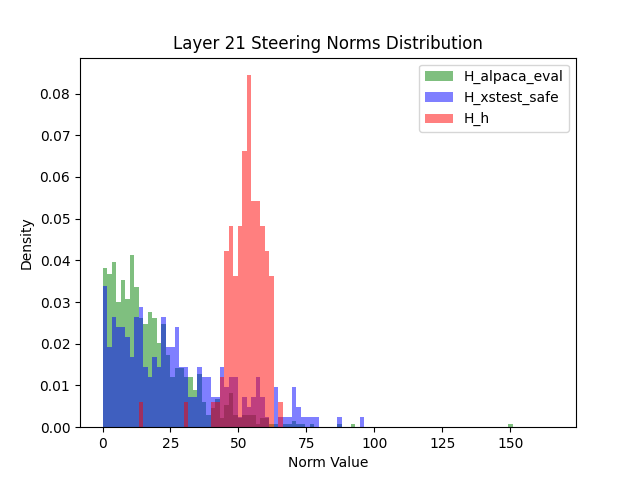 Layer 21 Steering Norms Distribution
H_alpaca_eval
H_xstest_safe
H_h
Density
0.08
0.07
0.06
0.05
0.04
0.03
0.02
0.01
0.00
0 25 50 75 100 125 150
Norm Value